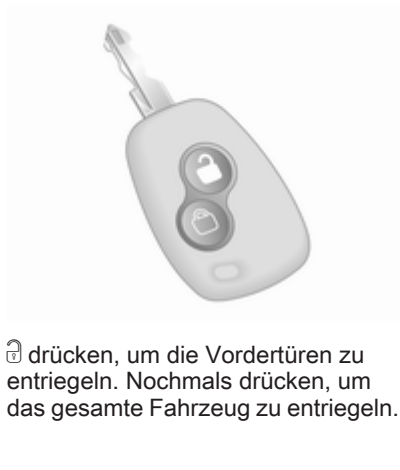 drücken, um die Vordertüren zu
entriegeln. Nochmals drücken, um
das gesamte Fahrzeug zu entriegeln.